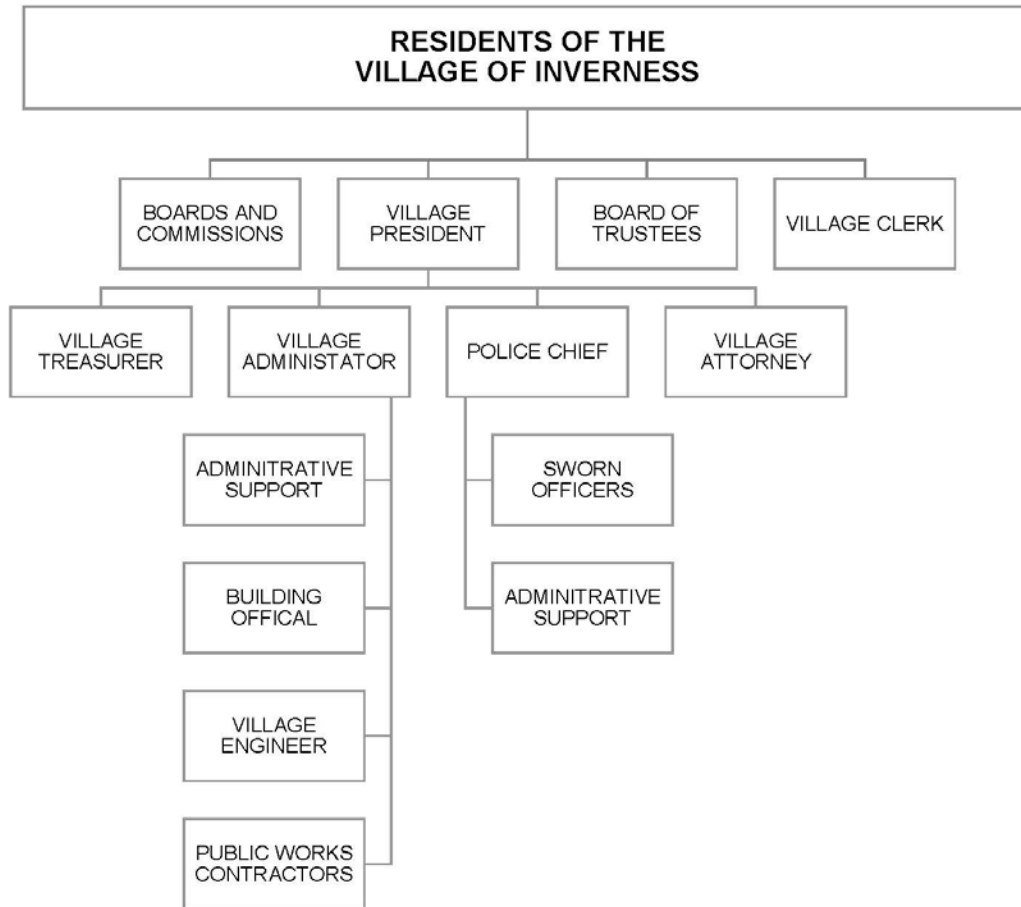 RESIDENTS OF THE
VILLAGE OF INVERNESS
BOARDS AND
COMMISSIONS
VILLAGE
PRESIDENT
BOARD OF
TRUSTEES
VILLAGE CLERK
VILLAGE
TREASURER
VILLAGE
ADMINISTATOR
POLICE CHIEF
VILLAGE
ATTORNEY
ADMINITRATIVE
SUPPORT
SWORN
OFFICERS
BUILDING
OFFICAL
ADMINITRATIVE
SUPPORT
VILLAGE
ENGINEER
PUBLIC WORKS
CONTRACTORS